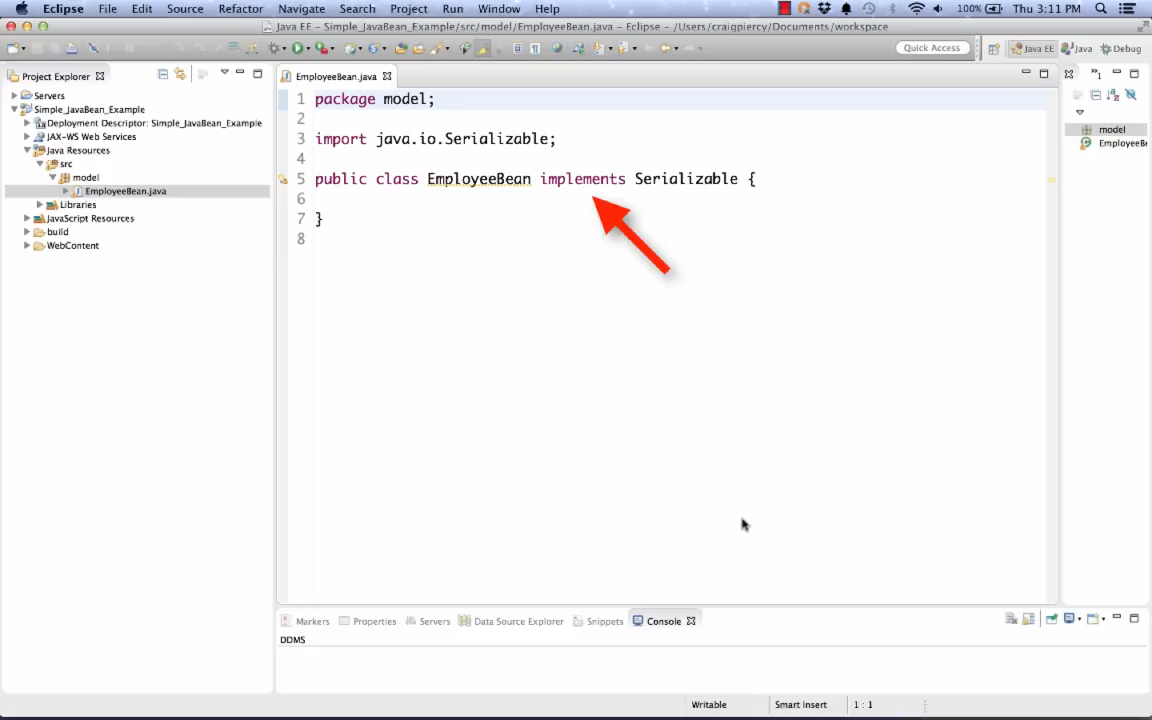 Eclipse File Edit Source Refactor Navigate Search Project Run Window Help 100% Thu 3:11 PM
Java EE - Simple_JavaBean_Example/src/model/EmployeeBean.java - Eclipse - /Users/craigpiercy/Documents/workspace
Quick Access Java EE Java Debug
Project Explorer
EmployeeBean.java
Servers
Simple_JavaBean_Example
Deployment Descriptor: Simple_JavaBean_Example
JAX-WS Web Services
Java Resources
src
model
EmployeeBean.java
Libraries
JavaScript Resources
build
WebContent
1 package model;
2
3 import java.io.Serializable;
4
5 public class EmployeeBean implements Serializable {
6
7 }
8
1
model
EmployeeBe
Markers Properties Servers Data Source Explorer Snippets Console
DDMS
Writable Smart Insert 1 : 1